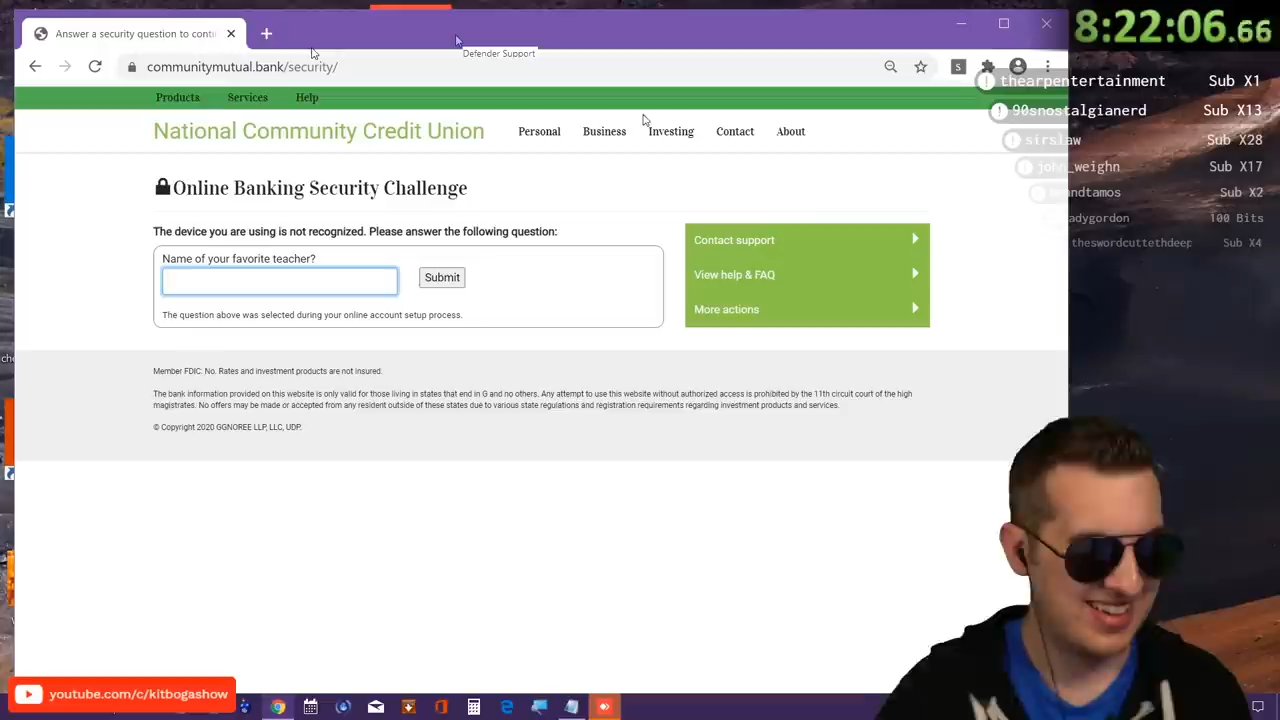 Answer a security question to conti
8:22:06.66
Defender Support
communitymutual.bank/security/
S
thearpentertainment Sub X1
Products Services Help
90snostalgianerd Sub X13
National Community Credit Union
Personal Business Investing Contact About
sirslaw Sub X28
john_weighn Sub X17
Online Banking Security Challenge
Sub X2
adygordon 100 Bits
The device you are using is not recognized. Please answer the following question:
Contact support
theswordcuttethdeep Sub X4
Name of your favorite teacher?
Submit
View help & FAQ
The question above was selected during your online account setup process.
More actions
Member FDIC: No. Rates and investment products are not insured.
The bank information provided on this website is only valid for those living in states that end in G and no others. Any attempt to use this website without authorized access is prohibited by the 11th circuit court of the high
magistrates. No offers may be made or accepted from any resident outside of these states due to various state regulations and registration requirements regarding investment products and services.
© Copyright 2020 GGNOREE LLP, LLC, UDP.
youtube.com/c/kitbogashow